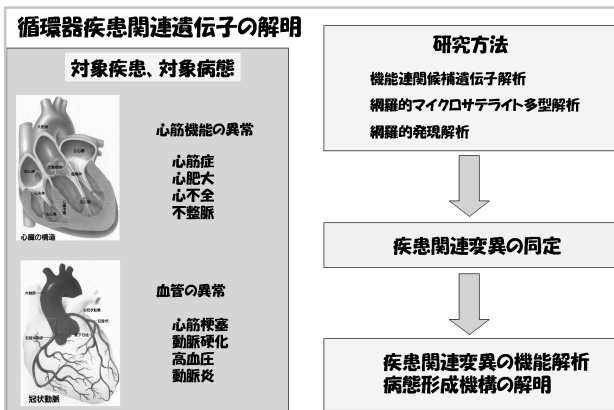 循環器疾患関連遺伝子の解明
対象疾患、対象病態
心筋機能の異常
心筋症
心肥大
心不全
不整脈
心臓の構造
血管の異常
心筋梗塞
動脈硬化
高血圧
動脈炎
冠状動脈
研究方法
機能連関候補遺伝子解析
網羅的マイクロサテライト多型解析
網羅的発現解析
疾患関連変異の同定
疾患関連変異の機能解析
病態形成機構の解明